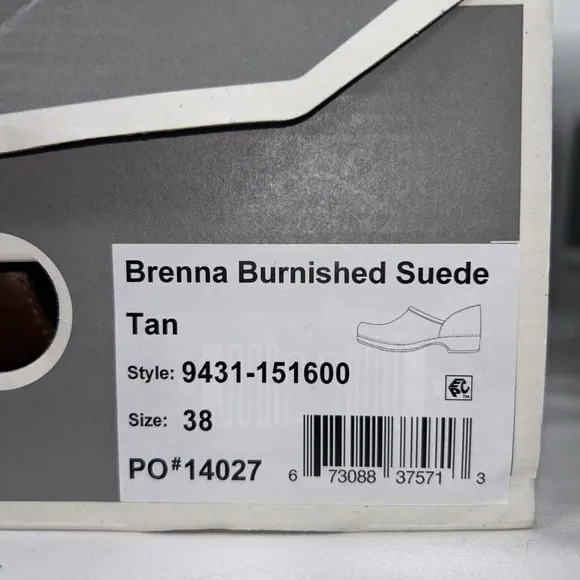 Brenna Burnished Suede
Tan
Style: 9431-151600
Size: 38
PO#14027
6 73088 37571 3